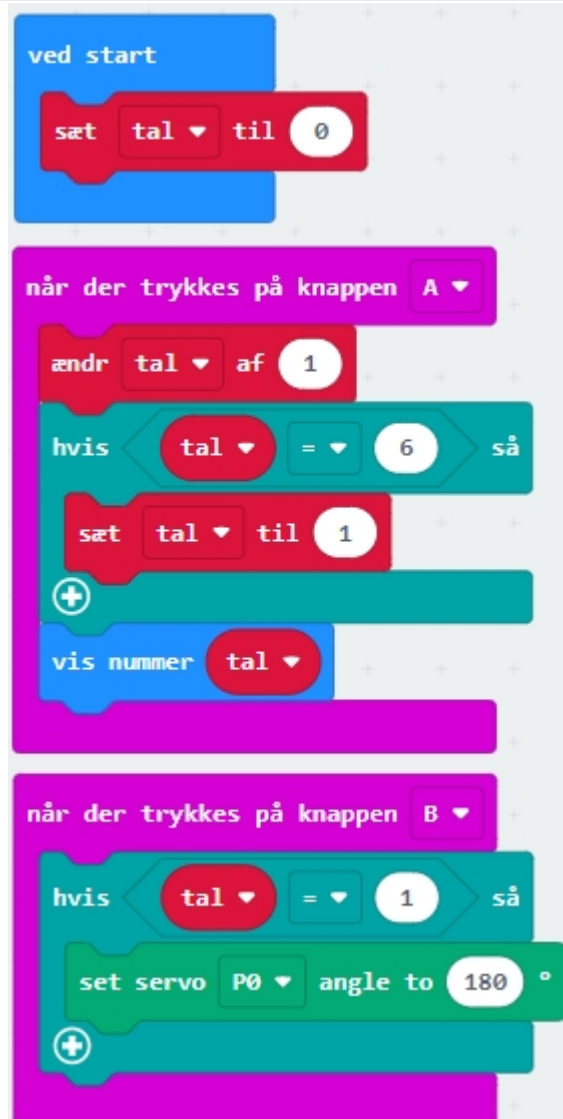 ved start
sæt tal til 0
når der trykkes på knappen A
ændr tal af 1
hvis tal = 6 så
sæt tal til 1
vis nummer tal
når der trykkes på knappen B
hvis tal = 1 så
set servo P0 angle to 180 °